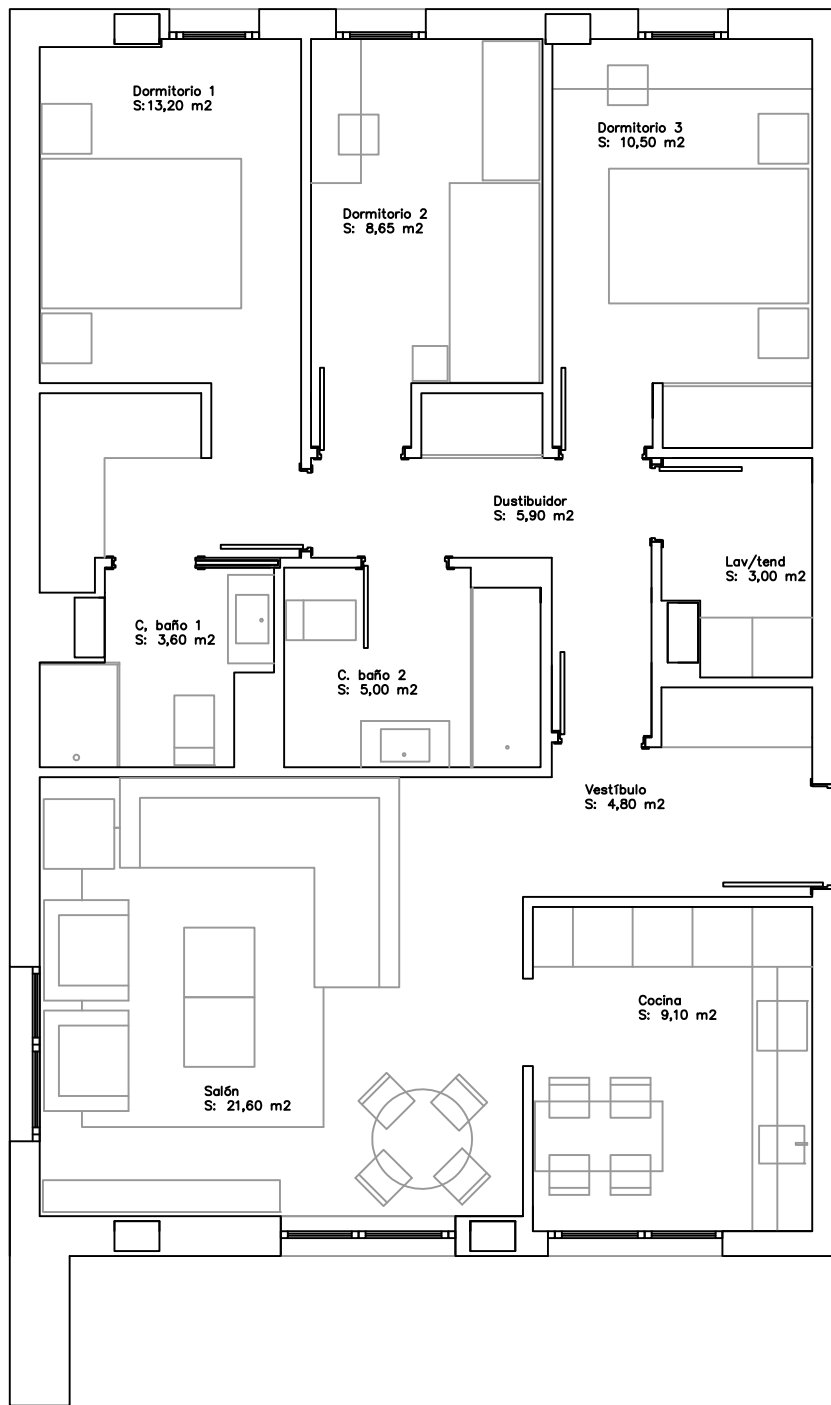 Dormitorio 1
S:13,20 m2
Dormitorio 3
S: 10,50 m2
Dormitorio 2
S: 8,65 m2
Dustibuidor
S: 5,90 m2
Lav/tend
S: 3,00 m2
C, baño 1
S: 3,60 m2
C. baño 2
S: 5,00 m2
Vestíbulo
S: 4,80 m2
Cocina
S: 9,10 m2
Salón
S: 21,60 m2